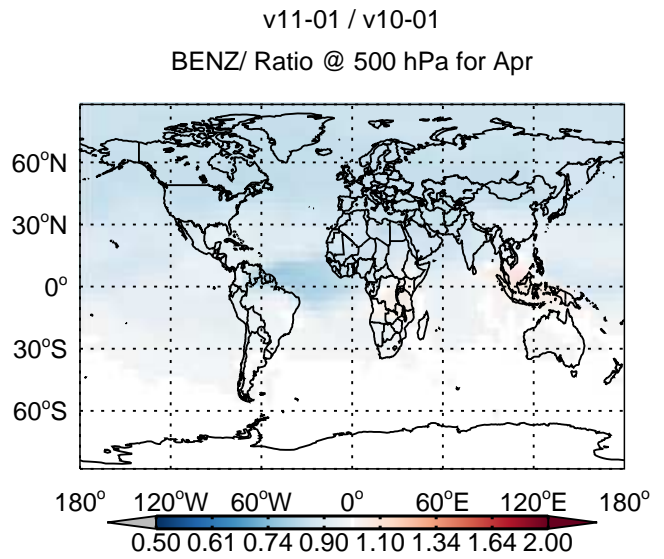 v11-01 / v10-01
BENZ/ Ratio @ 500 hPa for Apr
60°N
30°N
0°
30°S
60°S
180° 120°W 60°W 0° 60°E 120°E 180°
0.50 0.61 0.74 0.90 1.10 1.34 1.64 2.00